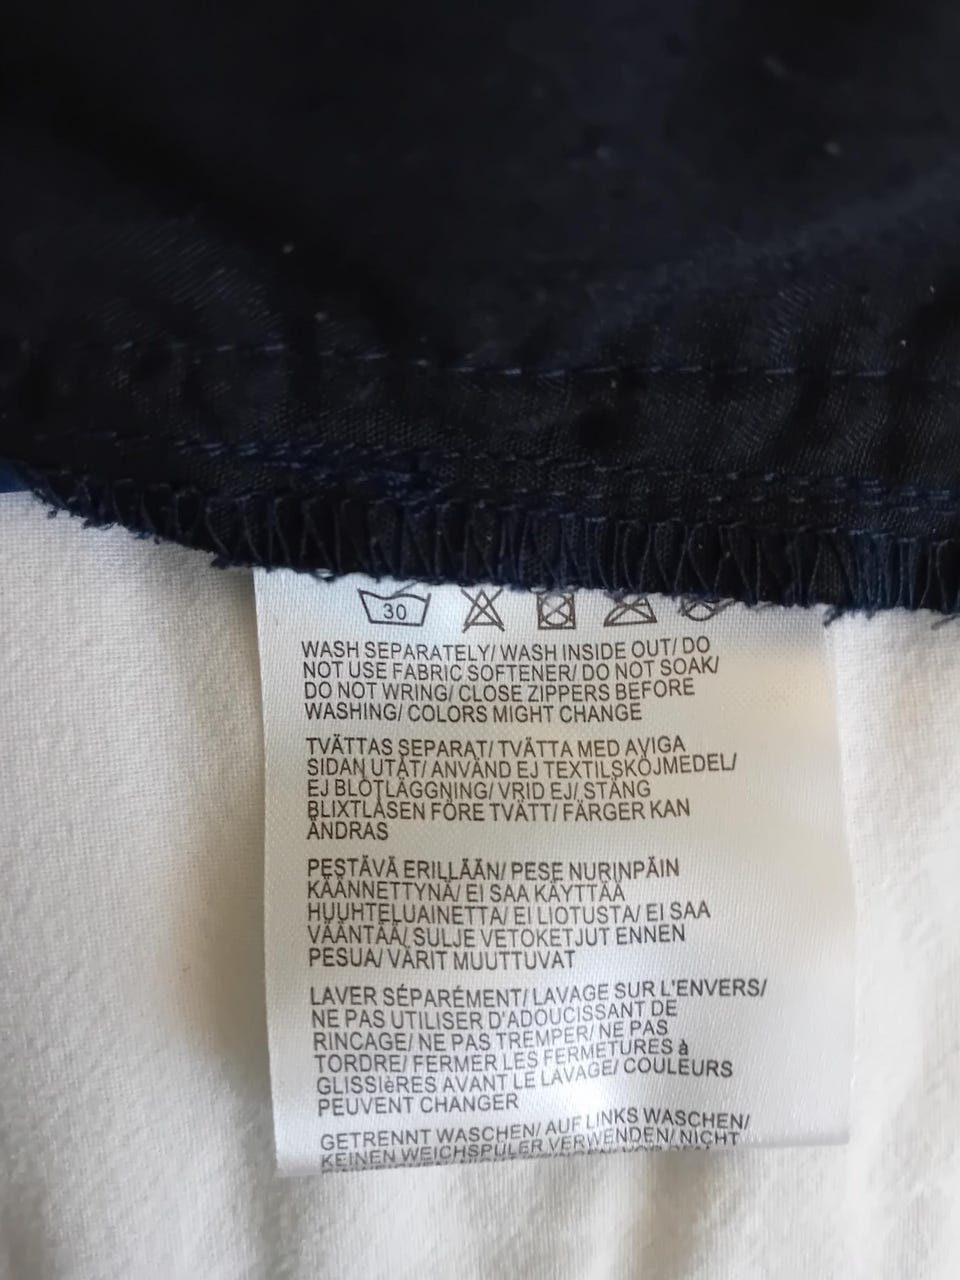 30
WASH SEPARATELY/ WASH INSIDE OUT/ DO
NOT USE FABRIC SOFTENER/ DO NOT SOAK/
DO NOT WRING/ CLOSE ZIPPERS BEFORE
WASHING/ COLORS MIGHT CHANGE
TVÄTTAS SEPARAT/ TVÄTTA MED AVIGA
SIDAN UTÅT/ ANVÄND EJ TEXTILSKÖJMEDEL/
EJ BLÖTLÄGGNING/ VRID EJ/ STÄNG
BLIXTLÅSEN FÖRE TVÄTT/ FÄRGER KAN
ÄNDRAS
PESTÄVÄ ERILLÄÄN/ PESE NURINPÄIN
KÄÄNNETTYNÄ/ EI SAA KÄYTTÄÄ
HUUHTELUAINETTA/ EI LIOTUSTA/ EI SAA
VÄÄNTÄÄ/ SULJE VETOKETJUT ENNEN
PESUA/ VÄRIT MUUTTUVAT
LAVER SÉPARÉMENT/ LAVAGE SUR L'ENVERS/
NE PAS UTILISER D'ADOUCISSANT DE
RINCAGE/ NE PAS TREMPER/ NE PAS
TORDRE/ FERMER LES FERMETURES à
GLISSIèRES AVANT LE LAVAGE/ COULEURS
PEUVENT CHANGER
GETRENNT WASCHEN/ AUF LINKS WASCHEN/
KEINEN WEICHSPÜLER VERWENDEN/ NICHT